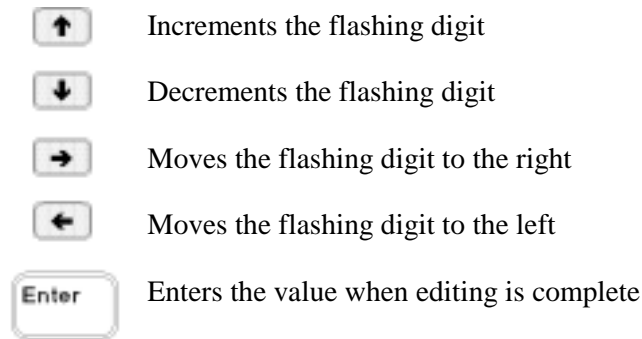 Increments the flashing digit
Decrements the flashing digit
Moves the flashing digit to the right
Moves the flashing digit to the left
Enter Enters the value when editing is complete